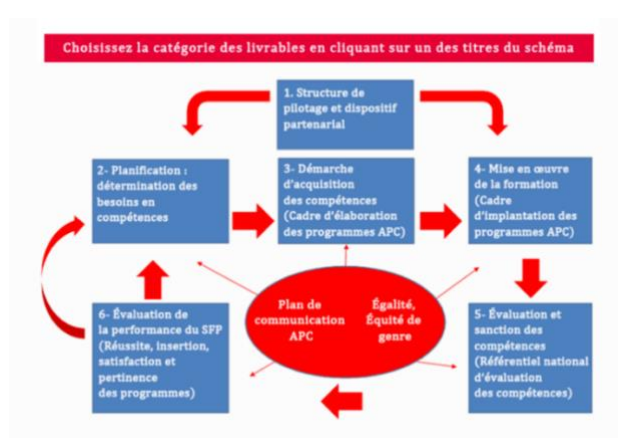 Choisissez la catégorie des livrables en cliquant sur un des titres du schéma
1. Structure de
pilotage et dispositif
partenarial
2- Planification :
détermination des
besoins en
compétences
3- Démarche
d'acquisition
des compétences
(Cadre d'élaboration
des programmes APC)
4- Mise en œuvre
de la formation
(Cadre
d'implantation des
programmes APC)
Plan de
communication
APC
Égalité,
Équité de
genre
6- Évaluation de
la performance du SFP
(Réussite, insertion,
satisfaction et
pertinence
des programmes)
5- Évaluation et
sanction des
compétences
(Référentiel national
d'évaluation
des compétences)